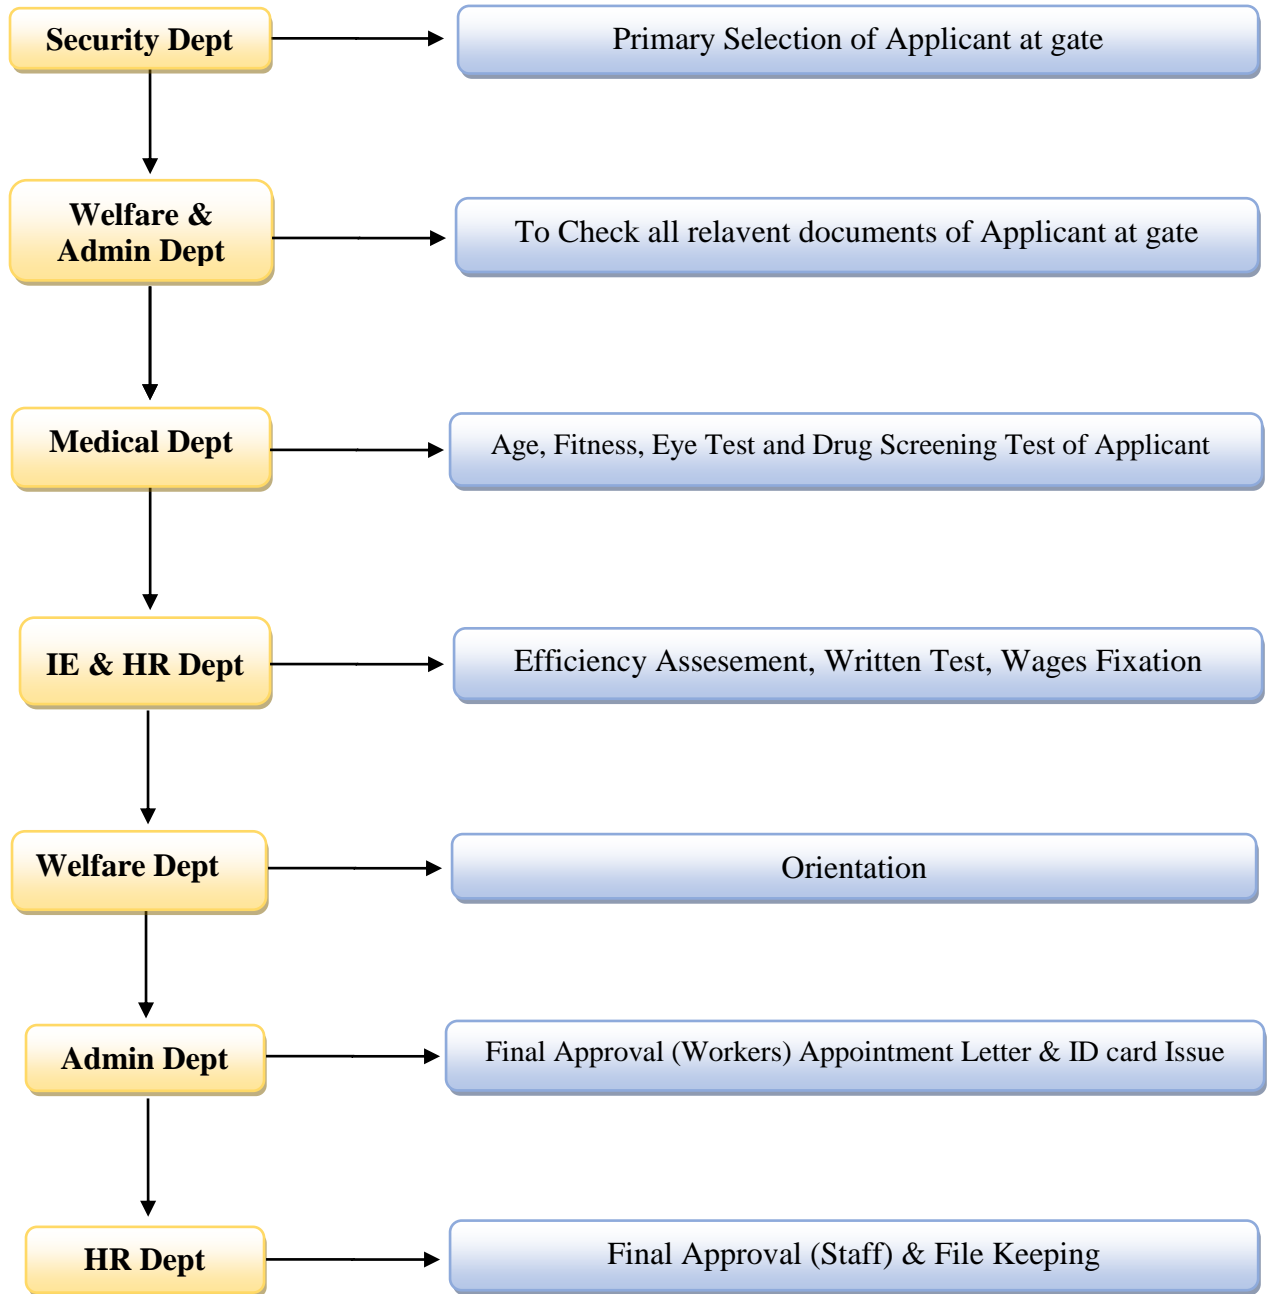 Security Dept
Primary Selection of Applicant at gate
Welfare &
Admin Dept
To Check all relavent documents of Applicant at gate
Medical Dept
Age, Fitness, Eye Test and Drug Screening Test of Applicant
IE & HR Dept
Efficiency Assesement, Written Test, Wages Fixation
Welfare Dept
Orientation
Admin Dept
Final Approval (Workers) Appointment Letter & ID card Issue
HR Dept
Final Approval (Staff) & File Keeping